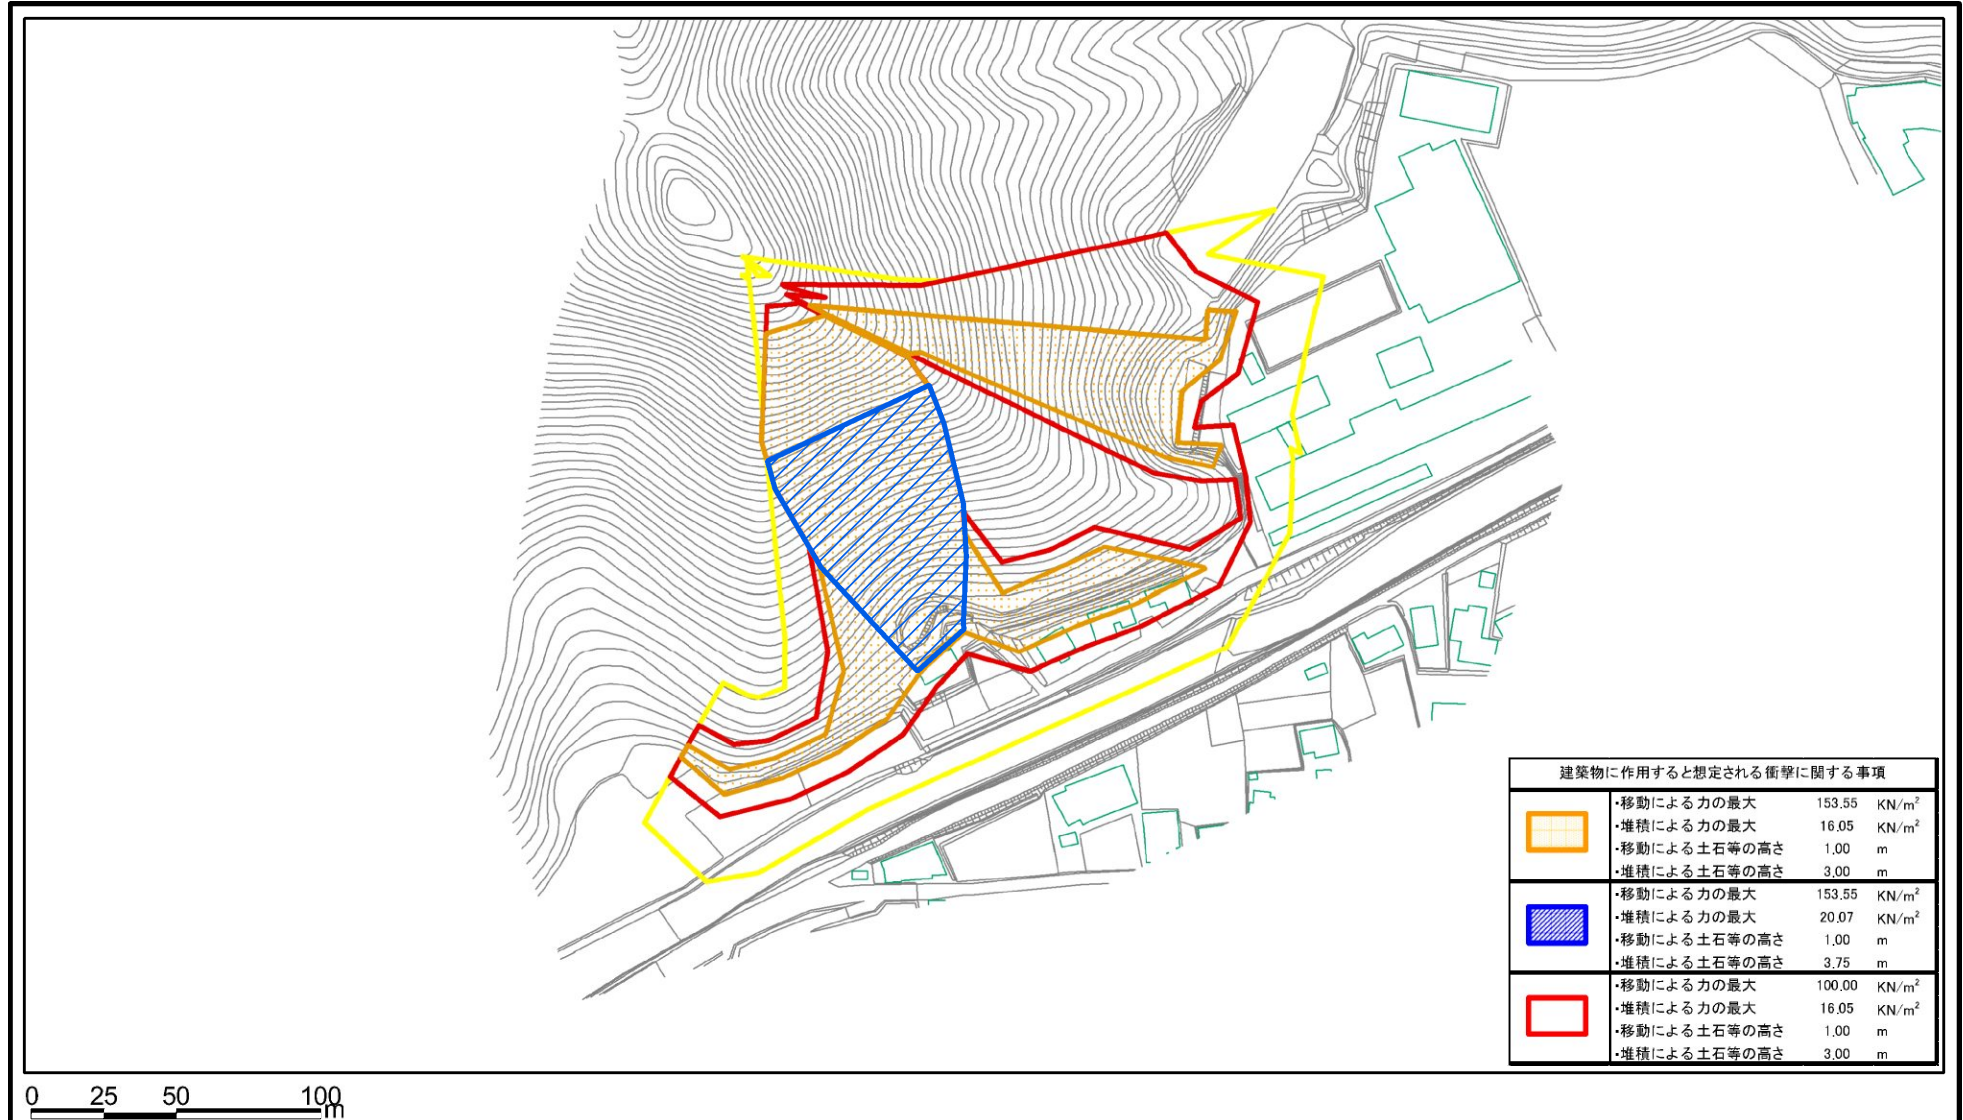 建築物に作用すると想定される衝撃に関する事項
・移動による力の最大 153.55 KN/m²
・堆積による力の最大 16.05 KN/m²
・移動による土石等の高さ 1.00 m
・堆積による土石等の高さ 3.00 m
・移動による力の最大 153.55 KN/m²
・堆積による力の最大 20.07 KN/m²
・移動による土石等の高さ 1.00 m
・堆積による土石等の高さ 3.75 m
・移動による力の最大 100.00 KN/m²
・堆積による力の最大 16.05 KN/m²
・移動による土石等の高さ 1.00 m
・堆積による土石等の高さ 3.00 m
0 25 50 100
m